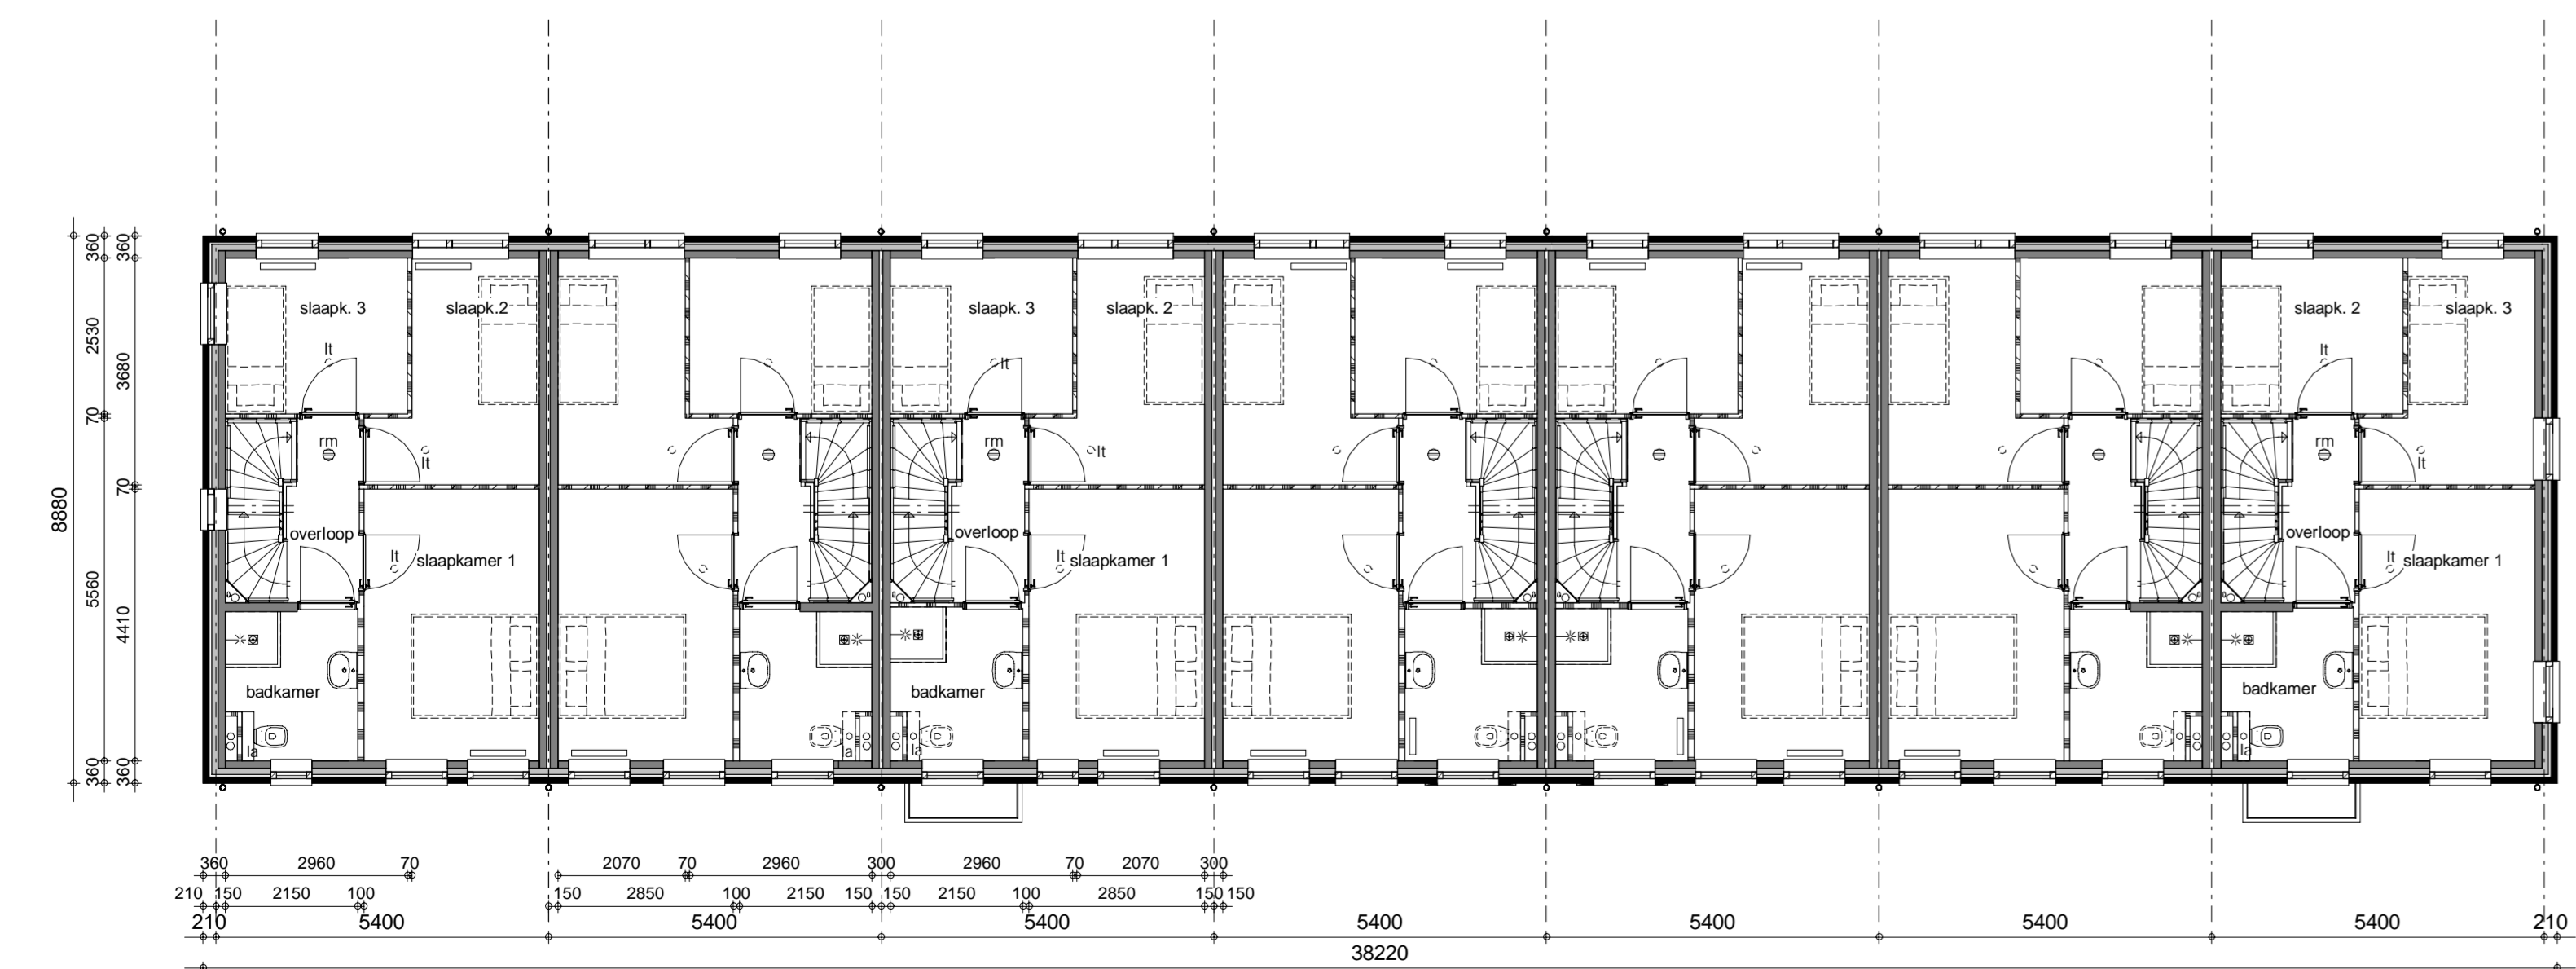 360
360
slaapk. 3
slaapk.2
slaapk. 3
slaapk. 2
slaapk. 2
slaapk. 3
2530
3680
lt
lt
lt
70
rm
rm
rm
lt
lt
lt
70
8880
overloop
overloop
overloop
lt
slaapkamer 1
lt
slaapkamer 1
lt
slaapkamer 1
5560
4410
badkamer
badkamer
badkamer
la
la
la
la
360
360
360 2960 70 2070 70 2960 300 2960 70 2070 300
210 150 2150 100 150 2850 100 2150 150 150 2150 100 2850 150 150
210 5400 5400 5400 5400 5400 5400 5400 210
38220